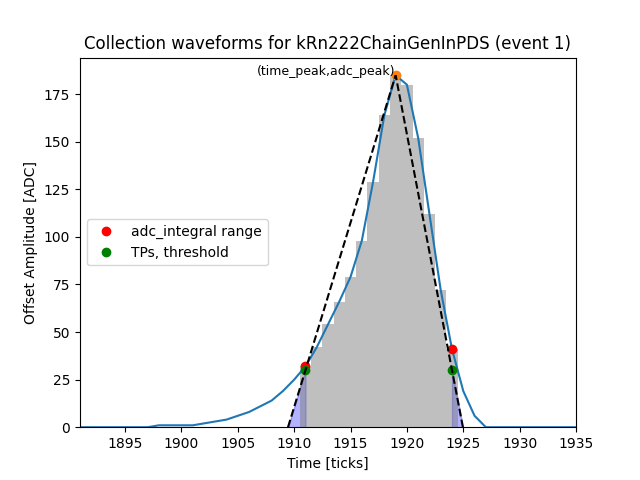 Collection waveforms for kRn222ChainGenInPDS (event 1)
(time_peak,adc_peak)
175
150
125
100
75
50
25
0
Offset Amplitude [ADC]
adc_integral range
TPs, threshold
1895 1900 1905 1910 1915 1920 1925 1930 1935
Time [ticks]